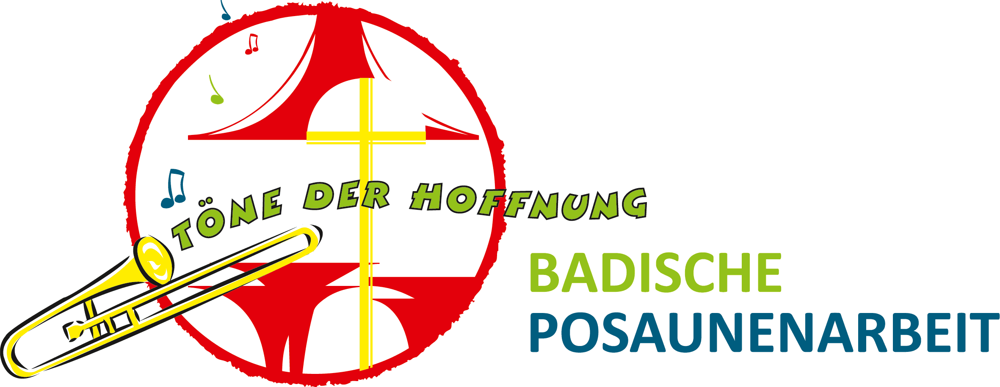 TÖNE DER HOFFNUNG
BADISCHE
POSAUNENARBEIT